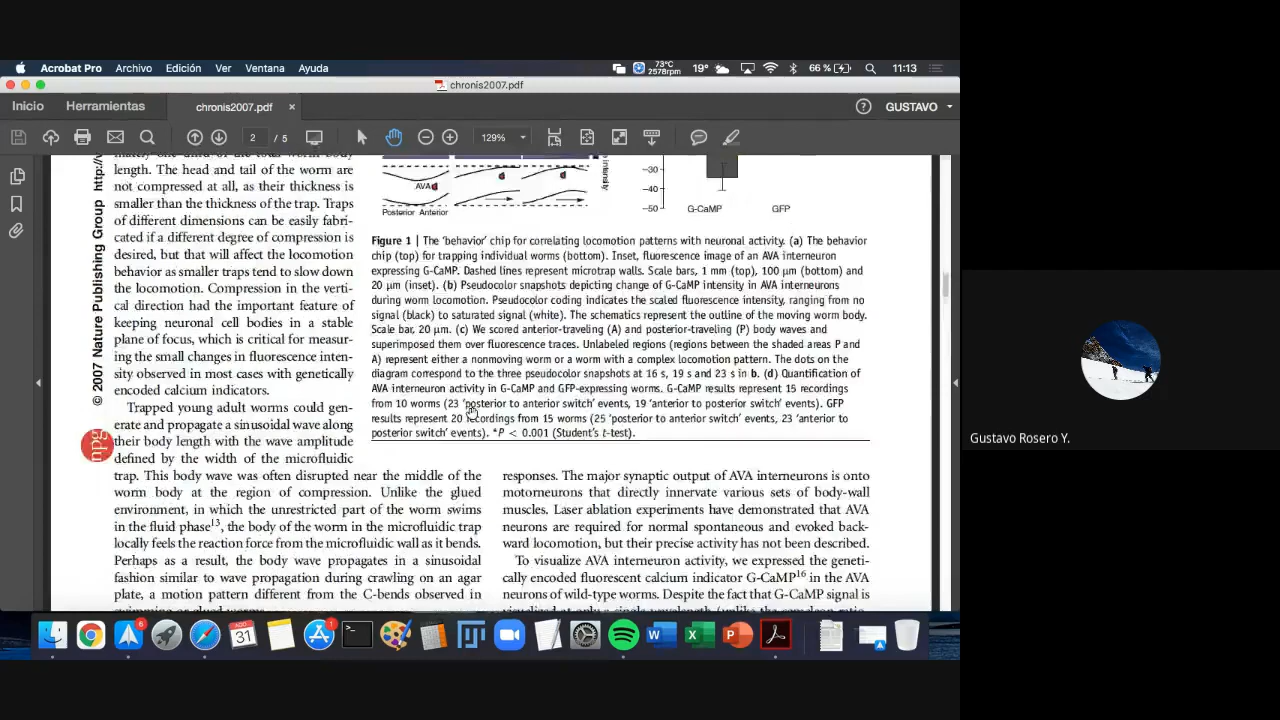 Acrobat Pro Archivo Edición Ver Ventana Ayuda
73°C
2578rpm
19°
66 %
11:13
chronis2007.pdf
Inicio Herramientas
chronis2007.pdf ×
GUSTAVO
2 / 5
129%
© 2007 Nature Publishing Group
npg
length. The head and tail of the worm are
not compressed at all, as their thickness is
smaller than the thickness of the trap. Traps
of different dimensions can be easily fabri-
cated if a different degree of compression is
desired, but that will affect the locomotion
behavior as smaller traps tend to slow down
the locomotion. Compression in the verti-
cal direction had the important feature of
keeping neuronal cell bodies in a stable
plane of focus, which is critical for measur-
ing the small changes in fluorescence inten-
sity observed in most cases with genetically
encoded calcium indicators.
Trapped young adult worms could gen-
erate and propagate a sinusoidal wave along
their body length with the wave amplitude
defined by the width of the microfluidic
trap. This body wave was often disrupted near the middle of the
worm body at the region of compression. Unlike the glued
environment, in which the unrestricted part of the worm swims
in the fluid phase13, the body of the worm in the microfluidic trap
locally feels the reaction force from the microfluidic wall as it bends.
Perhaps as a result, the body wave propagates in a sinusoidal
fashion similar to wave propagation during crawling on an agar
plate, a motion pattern different from the C-bends observed in
AVA
Posterior Anterior
intensity
−30
−40
−50
G-CaMP GFP
Figure 1 | The ‘behavior’ chip for correlating locomotion patterns with neuronal activity. (a) The behavior
chip (top) for trapping individual worms (bottom). Inset, fluorescence image of an AVA interneuron
expressing G-CaMP. Dashed lines represent microtrap walls. Scale bars, 1 mm (top), 100 μm (bottom) and
20 μm (inset). (b) Pseudocolor snapshots depicting change of G-CaMP intensity in AVA interneurons
during worm locomotion. Pseudocolor coding indicates the scaled fluorescence intensity, ranging from no
signal (black) to saturated signal (white). The schematics represent the outline of the moving worm body.
Scale bar, 20 μm. (c) We scored anterior-traveling (A) and posterior-traveling (P) body waves and
superimposed them over fluorescence traces. Unlabeled regions (regions between the shaded areas P and
A) represent either a nonmoving worm or a worm with a complex locomotion pattern. The dots on the
diagram correspond to the three pseudocolor snapshots at 16 s, 19 s and 23 s in b. (d) Quantification of
AVA interneuron activity in G-CaMP and GFP-expressing worms. G-CaMP results represent 15 recordings
from 10 worms (23 ‘posterior to anterior switch’ events, 19 ‘anterior to posterior switch’ events). GFP
results represent 20 recordings from 15 worms (25 ‘posterior to anterior switch’ events, 23 ‘anterior to
posterior switch’ events). *P < 0.001 (Student’s t-test).
responses. The major synaptic output of AVA interneurons is onto
motorneurons that directly innervate various sets of body-wall
muscles. Laser ablation experiments have demonstrated that AVA
neurons are required for normal spontaneous and evoked back-
ward locomotion, but their precise activity has not been described.
To visualize AVA interneuron activity, we expressed the geneti-
cally encoded fluorescent calcium indicator G-CaMP16 in the AVA
neurons of wild-type worms. Despite the fact that G-CaMP signal is
Gustavo Rosero Y.
6
31
1